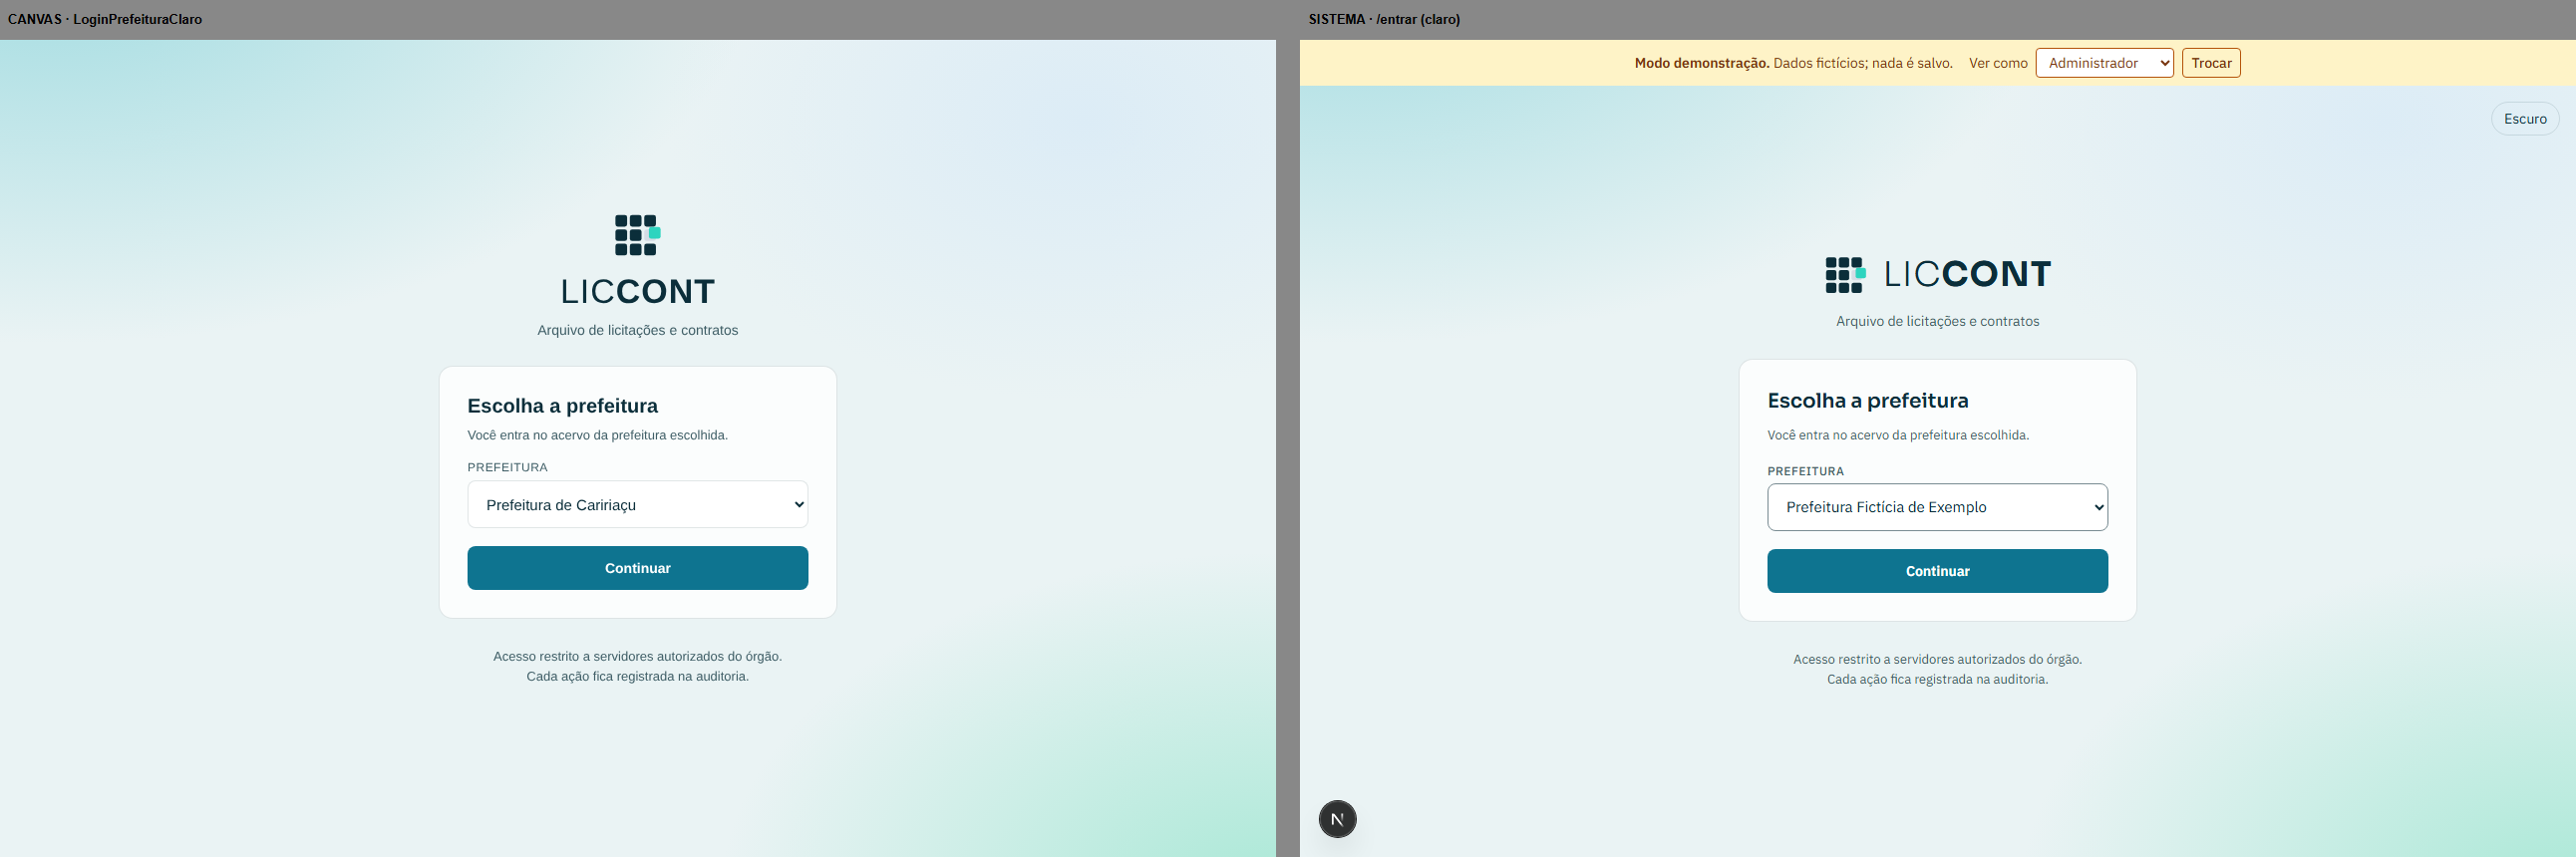 CANVAS · LoginPrefeituraClaro
LICCONT
Arquivo de licitações e contratos
Escolha a prefeitura
Você entra no acervo da prefeitura escolhida.
PREFEITURA
Prefeitura de Caririaçu
Continuar
Acesso restrito a servidores autorizados do órgão.
Cada ação fica registrada na auditoria.
SISTEMA · /entrar (claro)
Modo demonstração. Dados fictícios; nada é salvo. Ver como Administrador Trocar
Escuro
LICCONT
Arquivo de licitações e contratos
Escolha a prefeitura
Você entra no acervo da prefeitura escolhida.
PREFEITURA
Prefeitura Fictícia de Exemplo
Continuar
Acesso restrito a servidores autorizados do órgão.
Cada ação fica registrada na auditoria.
N